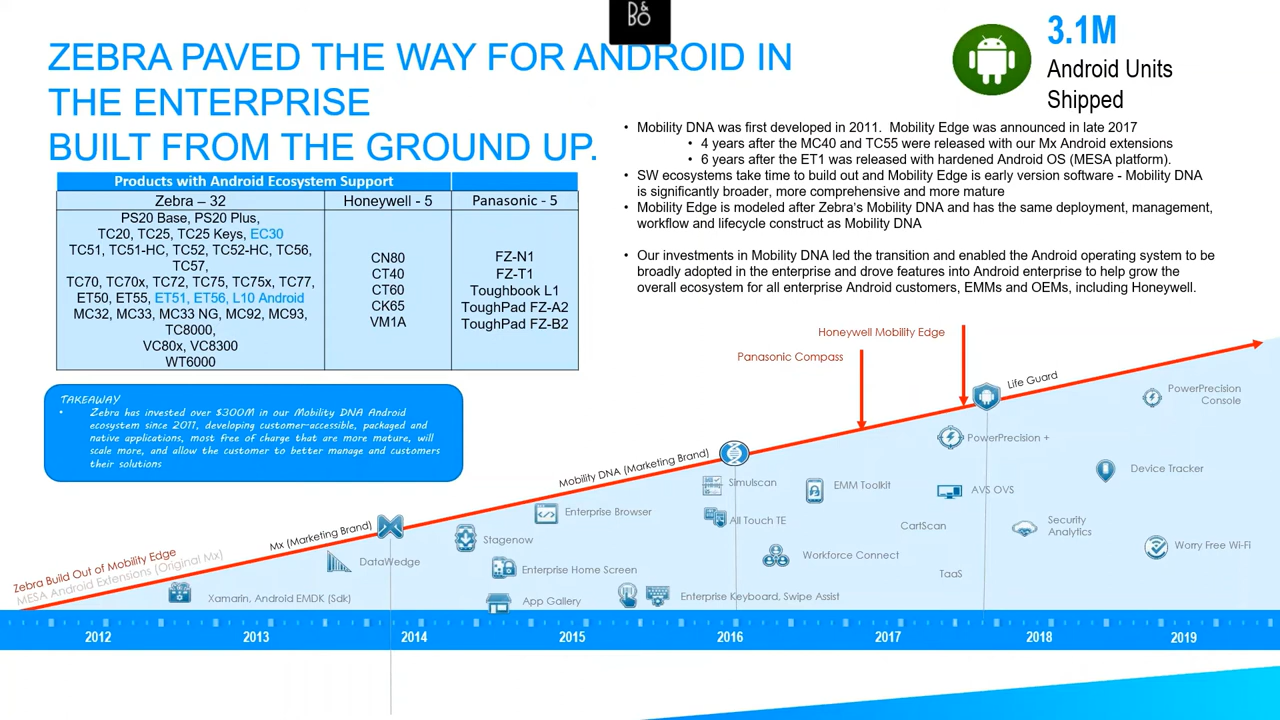 D&
BO
ZEBRA PAVED THE WAY FOR ANDROID IN
THE ENTERPRISE
BUILT FROM THE GROUND UP.
3.1M
Android Units
Shipped
• Mobility DNA was first developed in 2011. Mobility Edge was announced in late 2017
• 4 years after the MC40 and TC55 were released with our Mx Android extensions
• 6 years after the ET1 was released with hardened Android OS (MESA platform).
• SW ecosystems take time to build out and Mobility Edge is early version software - Mobility DNA
is significantly broader, more comprehensive and more mature
• Mobility Edge is modeled after Zebra's Mobility DNA and has the same deployment, management,
workflow and lifecycle construct as Mobility DNA
• Our investments in Mobility DNA led the transition and enabled the Android operating system to be
broadly adopted in the enterprise and drove features into Android enterprise to help grow the
overall ecosystem for all enterprise Android customers, EMMs and OEMs, including Honeywell.
Products with Android Ecosystem Support
Zebra – 32
Honeywell - 5
Panasonic - 5
PS20 Base, PS20 Plus,
TC20, TC25, TC25 Keys, EC30
TC51, TC51-HC, TC52, TC52-HC, TC56,
TC57,
TC70, TC70x, TC72, TC75, TC75x, TC77,
ET50, ET55, ET51, ET56, L10 Android
MC32, MC33, MC33 NG, MC92, MC93,
TC8000,
VC80x, VC8300
WT6000
CN80
CT40
CT60
CK65
VM1A
FZ-N1
FZ-T1
Toughbook L1
ToughPad FZ-A2
ToughPad FZ-B2
TAKEAWAY
• Zebra has invested over $300M in our Mobility DNA Android
ecosystem since 2011, developing customer-accessible, packaged and
native applications, most free of charge that are more mature, will
scale more, and allow the customer to better manage and customers
their solutions
Honeywell Mobility Edge
Panasonic Compass
Life Guard
PowerPrecision
Console
PowerPrecision +
Mobility DNA (Marketing Brand)
Device Tracker
Simulscan
EMM Toolkit
AVS OVS
Enterprise Browser
All Touch TE
CartScan
Security
Analytics
Mx (Marketing Brand)
Stagenow
Workforce Connect
Worry Free Wi-Fi
Zebra Build Out of Mobility Edge
MESA Android Extensions (Original Mx)
DataWedge
Enterprise Home Screen
TaaS
Xamarin, Android EMDK (Sdk)
App Gallery
Enterprise Keyboard, Swipe Assist
2012
2013
2014
2015
2016
2017
2018
2019